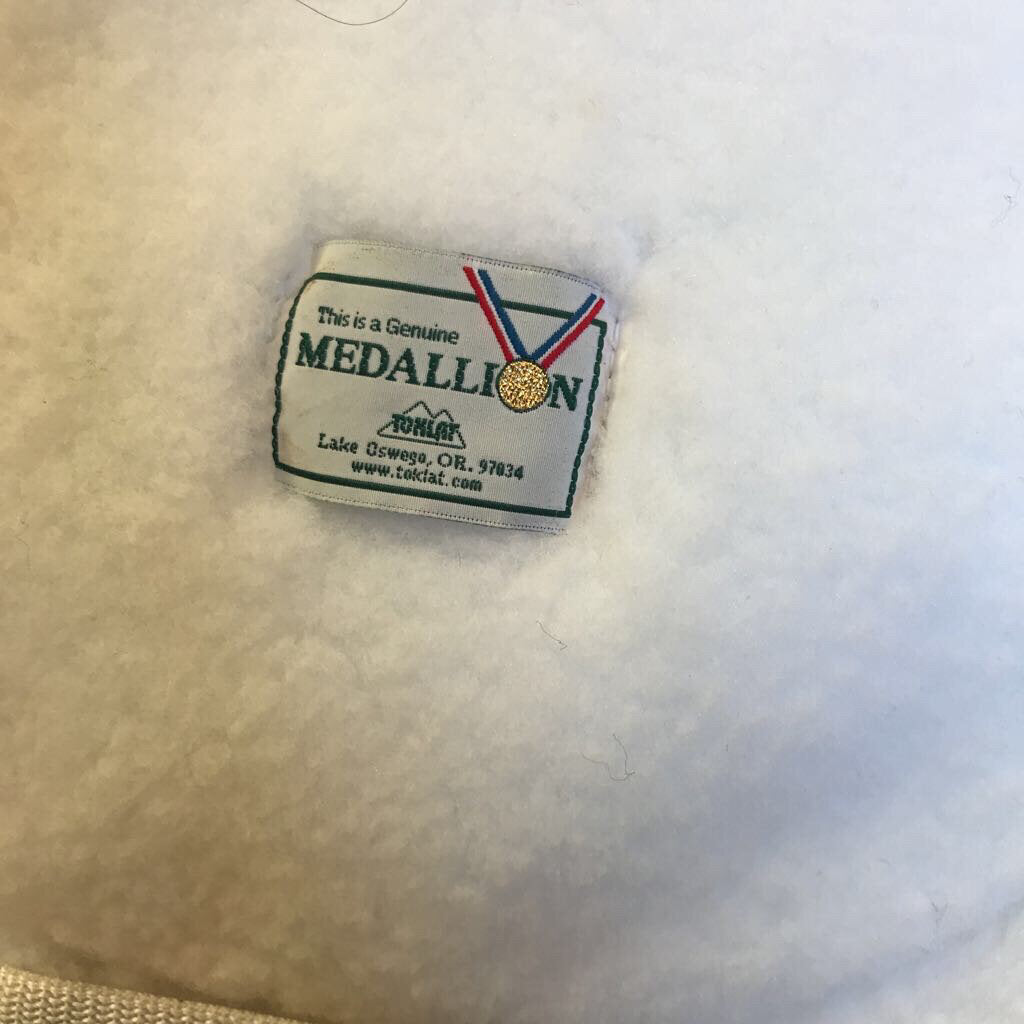 This is a Genuine
MEDALLION
TOKLAT
Lake Oswego, OR. 97034
www.toklat.com